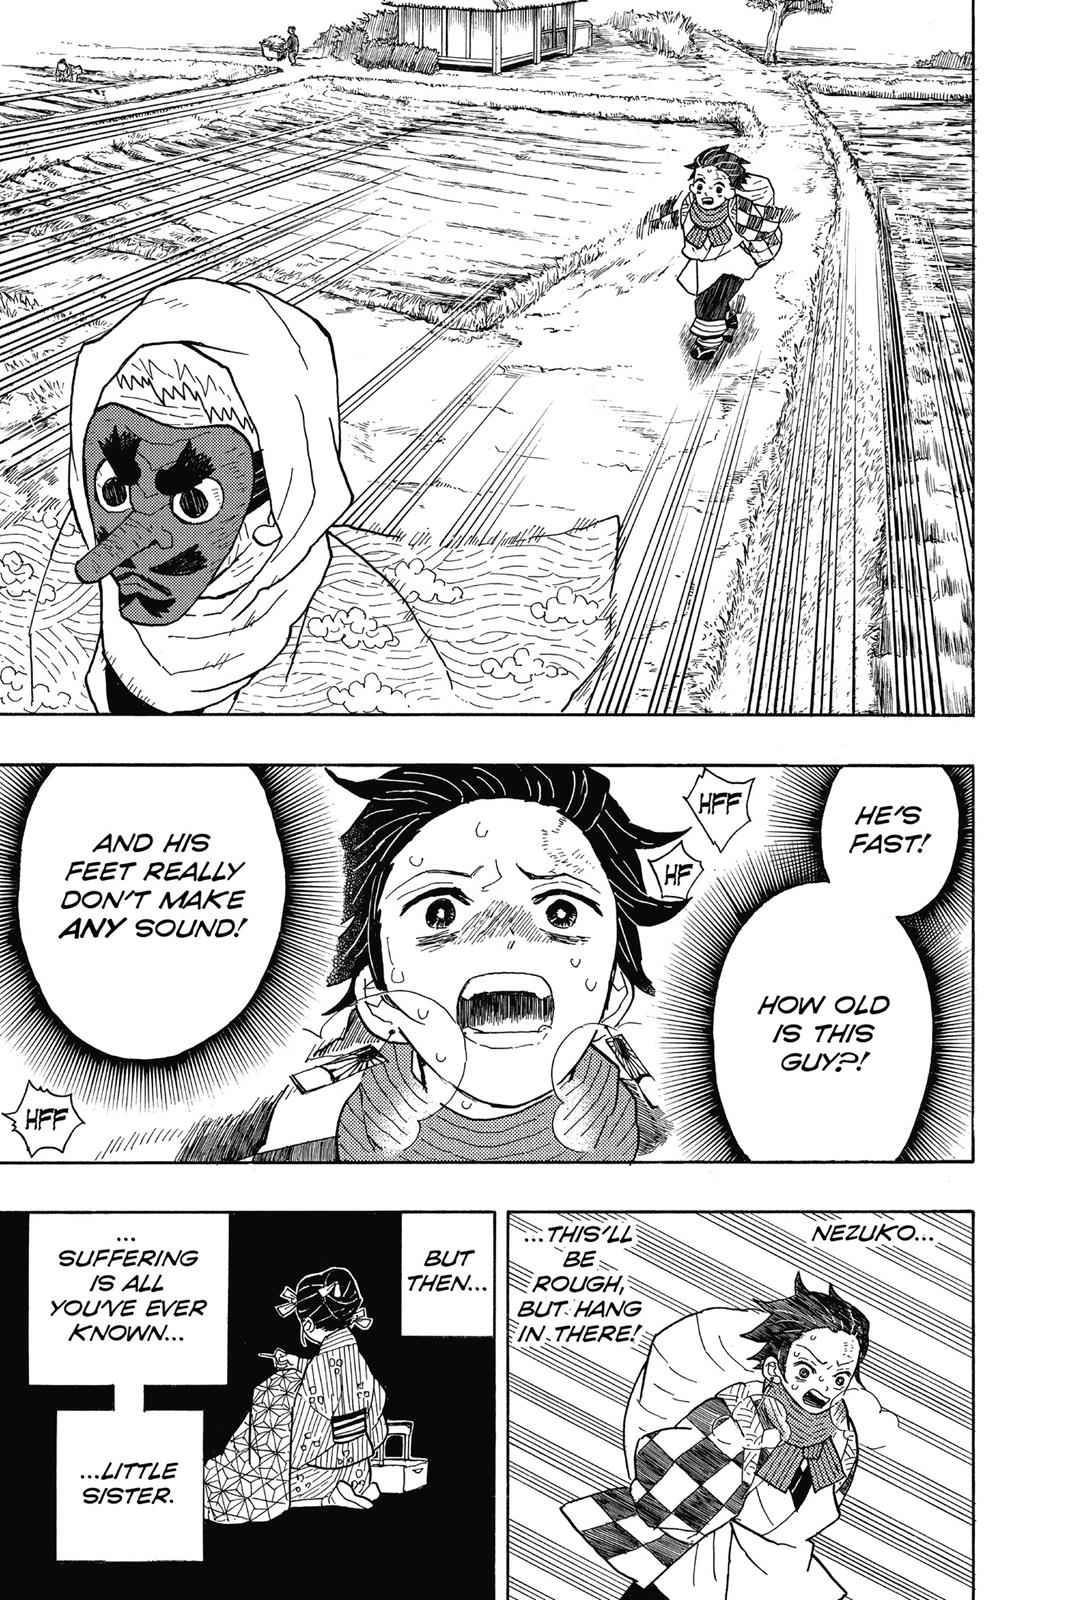 HE'S
FAST!
HOW OLD
IS THIS
GUY?!
HFF
HF
AND HIS
FEET REALLY
DON'T MAKE
ANY SOUND!
HFF
NEZUKO...
...THIS'LL
BE
ROUGH,
BUT HANG
IN THERE!
BUT
THEN...
...
SUFFERING
IS ALL
YOU'VE EVER
KNOWN...
...LITTLE
SISTER.